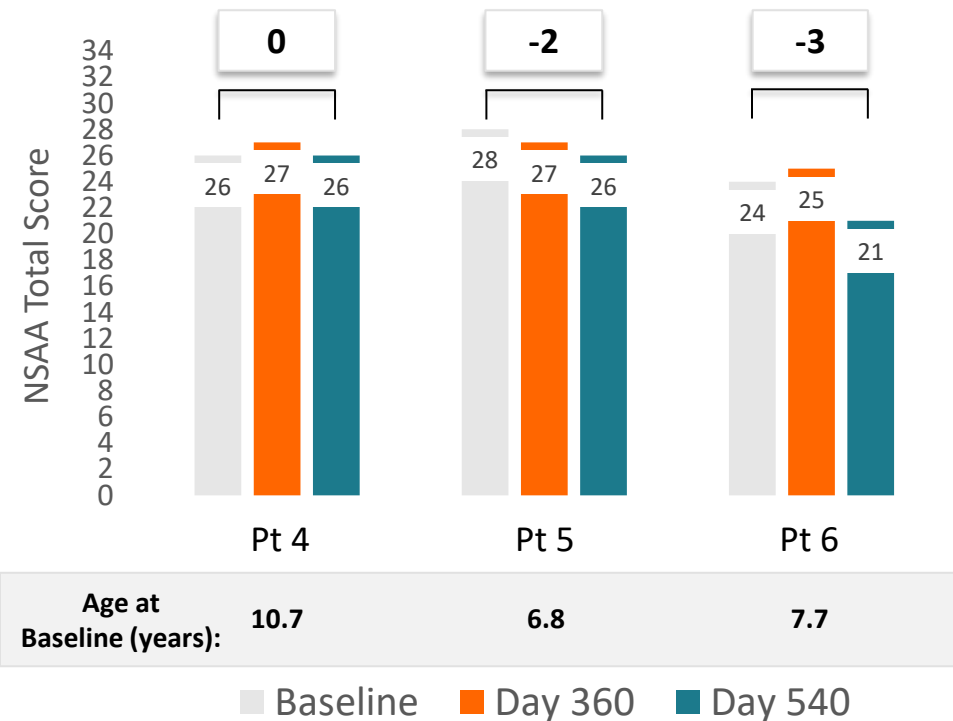 0 -2 -3
NSAA Total Score
34
32
30
28
26
24
22
20
18
16
14
12
10
8
6
4
2
0
26 27 26
28 27 26
24 25 21
Pt 4 Pt 5 Pt 6
Age at
Baseline (years): 10.7 6.8 7.7
Baseline Day 360 Day 540